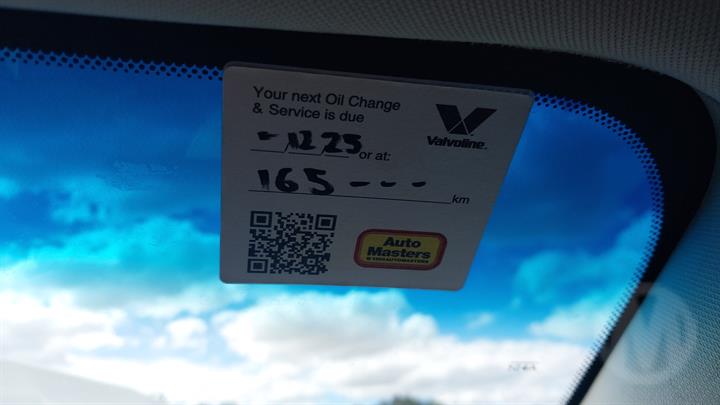 Your next Oil Change
& Service is due
- / 12 / 25 or at:
165 --- km
Valvoline
Auto
Masters